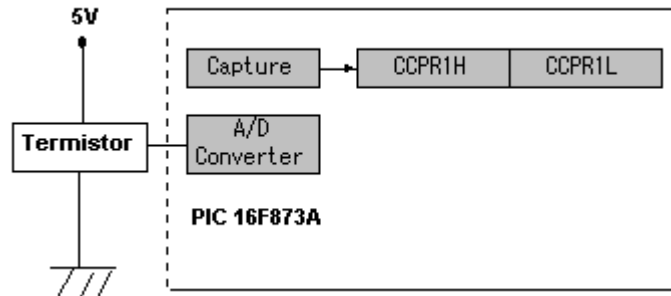 5V
Capture
CCPR1H
CCPR1L
Termistor
A/D
Converter
PIC 16F873A